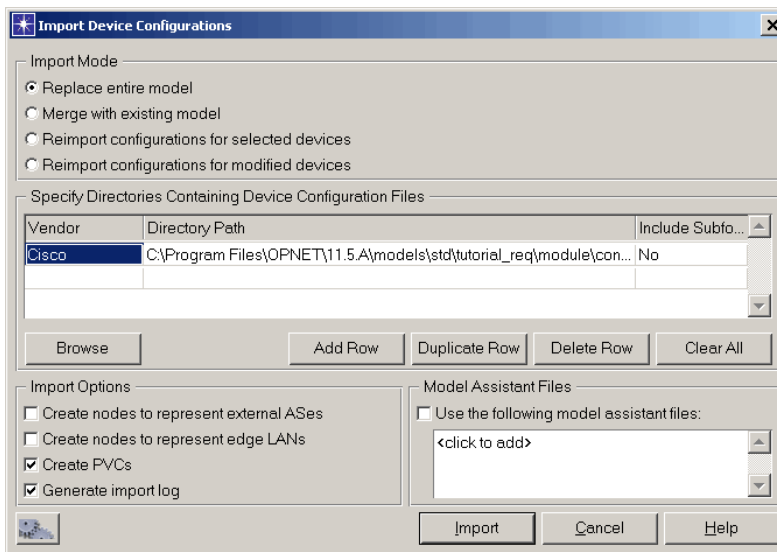 Import Device Configurations
Import Mode
Replace entire model
Merge with existing model
Reimport configurations for selected devices
Reimport configurations for modified devices
Specify Directories Containing Device Configuration Files
Vendor Directory Path Include Subfo...
Cisco C:\Program Files\OPNET\11.5.A\models\std\tutorial_req\module\con... No
Browse Add Row Duplicate Row Delete Row Clear All
Import Options
Create nodes to represent external ASes
Create nodes to represent edge LANs
Create PVCs
Generate import log
Model Assistant Files
Use the following model assistant files:
<click to add>
Import Cancel Help